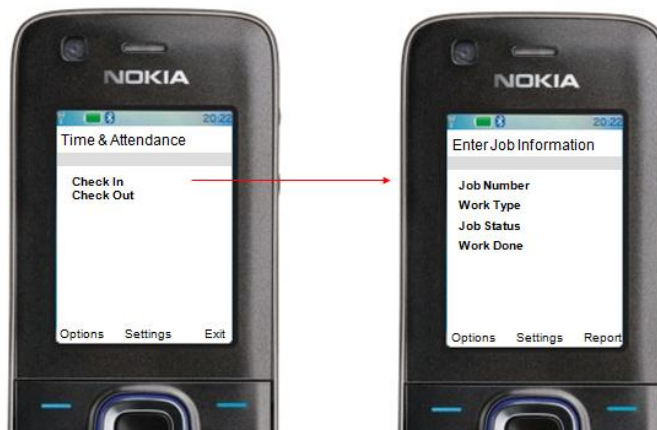 NOKIA
20:22
Time & Attendance
Check In
Check Out
Options Settings Exit
NOKIA
20:22
Enter Job Information
Job Number
Work Type
Job Status
Work Done
Options Settings Report